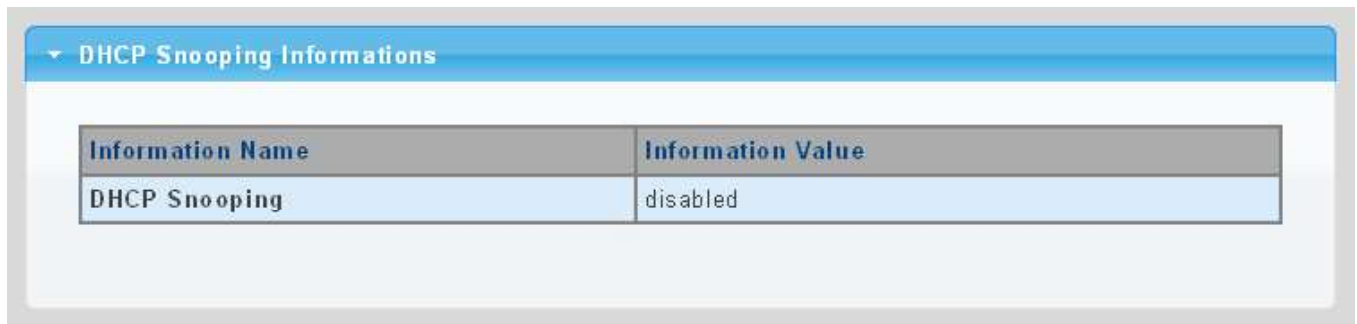 DHCP Snooping Informations
Information Name Information Value
DHCP Snooping disabled